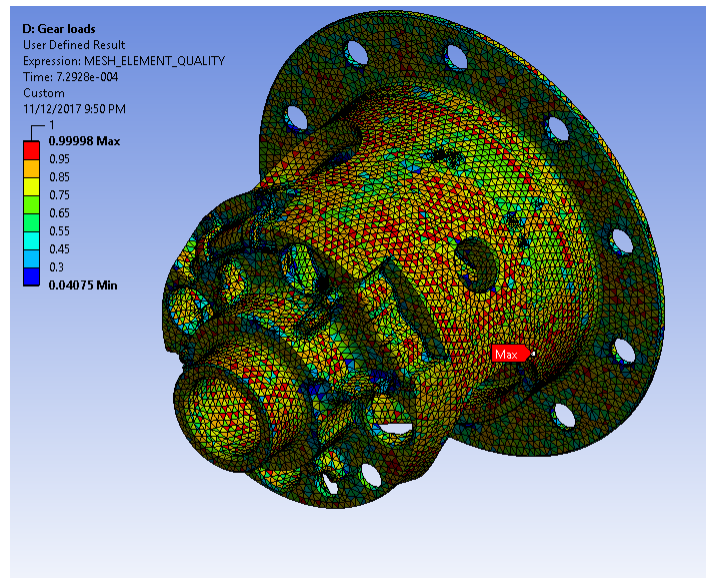 D: Gear loads
User Defined Result
Expression: MESH_ELEMENT_QUALITY
Time: 7.2928e-004
Custom
11/12/2017 9:50 PM
1
0.99998 Max
0.95
0.85
0.75
0.65
0.55
0.45
0.3
0.04075 Min
Max